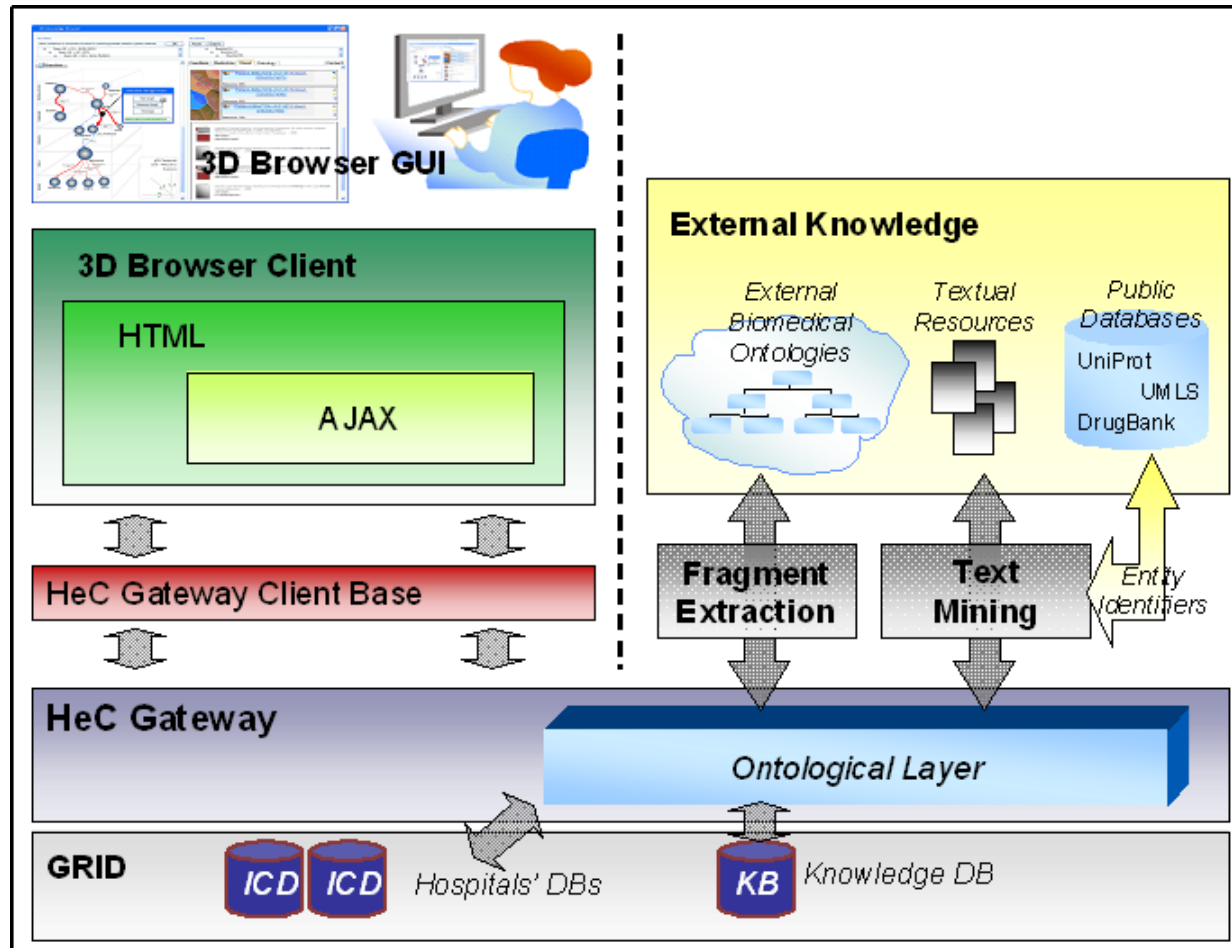 3D Browser GUI
3D Browser Client
HTML
AJAX
HeC Gateway Client Base
External Knowledge
External
Biomedical
Ontologies
Textual
Resources
Public
Databases
UniProt
UMLS
DrugBank
Fragment
Extraction
Text
Mining
Entity
Identifiers
HeC Gateway
Ontological Layer
GRID
ICD
ICD
Hospitals' DBs
KB
Knowledge DB